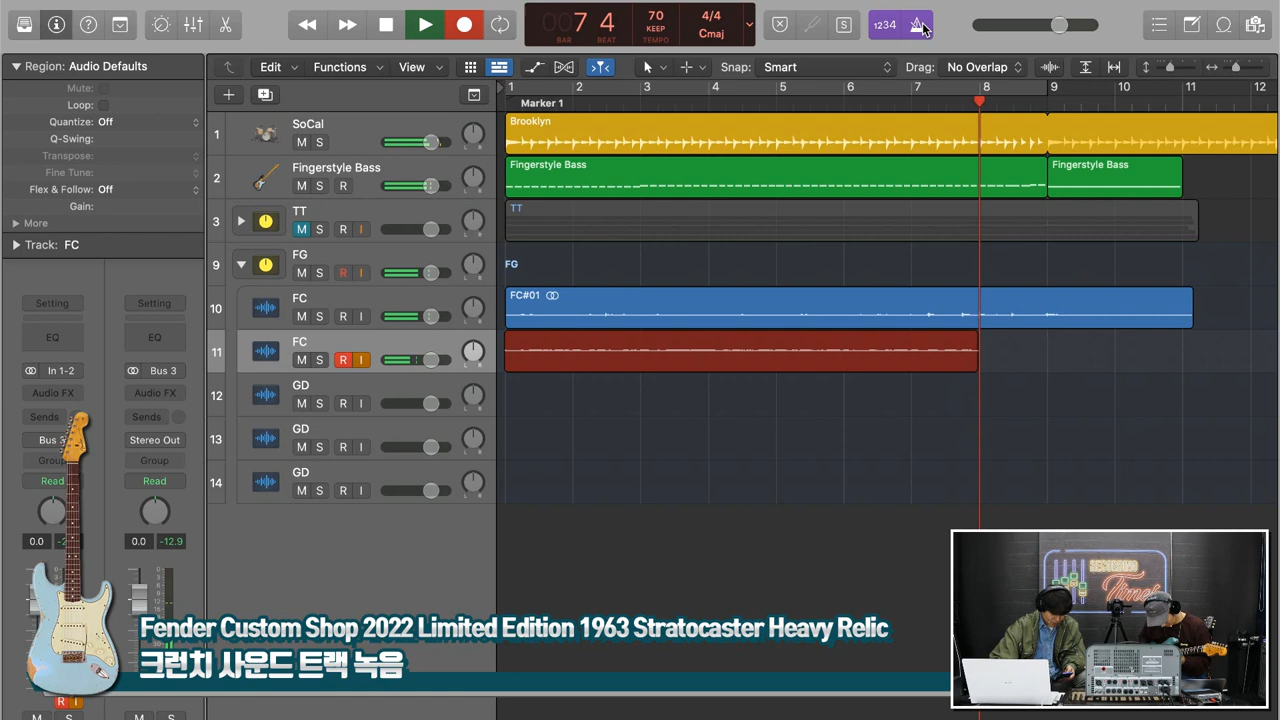 007 4
BAR BEAT
70
KEEP
TEMPO
4/4
Cmaj
S
1234
Region: Audio Defaults
Mute:
Loop:
Quantize: Off
Q-Swing:
Transpose:
Fine Tune:
Flex & Follow: Off
Gain:
More
Track: FC
Edit
Functions
View
Snap: Smart
Drag: No Overlap
1 2 3 4 5 6 7 8 9 10 11 12
Marker 1
1 SoCal
M S
Brooklyn
2 Fingerstyle Bass
M S R
Fingerstyle Bass
Fingerstyle Bass
3 TT
M S R I
TT
9 FG
M S R I
FG
10 FC
M S R I
FC#01
11 FC
M S R I
12 GD
M S R I
13 GD
M S R I
14 GD
M S R I
Setting Setting
EQ EQ
In 1-2 Bus 3
Audio FX Audio FX
Sends Sends
Bus 3 Stereo Out
Group Group
Read Read
0.0 0.0 -12.9
R I
M S M S
Fender Custom Shop 2022 Limited Edition 1963 Stratocaster Heavy Relic
크런치 사운드 트랙 녹음